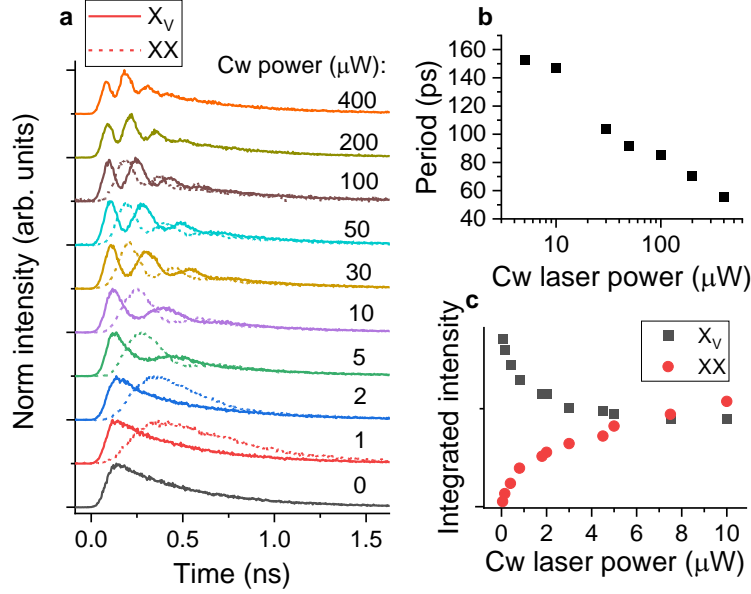 a
X_V
XX
Cw power (μW):
400
200
100
50
30
10
5
2
1
0
Norm intensity (arb. units)
0.0 0.5 1.0 1.5
Time (ns)
b
160
140
120
100
80
60
40
Period (ps)
10 100
Cw laser power (μW)
c
X_V
XX
Integrated intensity
0 2 4 6 8 10
Cw laser power (μW)